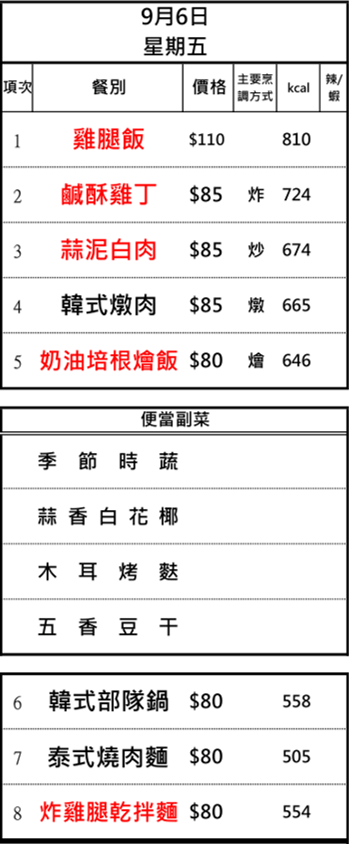 9月6日
星期五
項次 餐別 價格 主要烹調方式 kcal 辣/蝦
1 雞腿飯 $110 810
2 鹹酥雞丁 $85 炸 724
3 蒜泥白肉 $85 炒 674
4 韓式燉肉 $85 燉 665
5 奶油培根燴飯 $80 燴 646
便當副菜
季節時蔬
蒜香白花椰
木耳烤麩
五香豆干
6 韓式部隊鍋 $80 558
7 泰式燒肉麵 $80 505
8 炸雞腿乾拌麵 $80 554